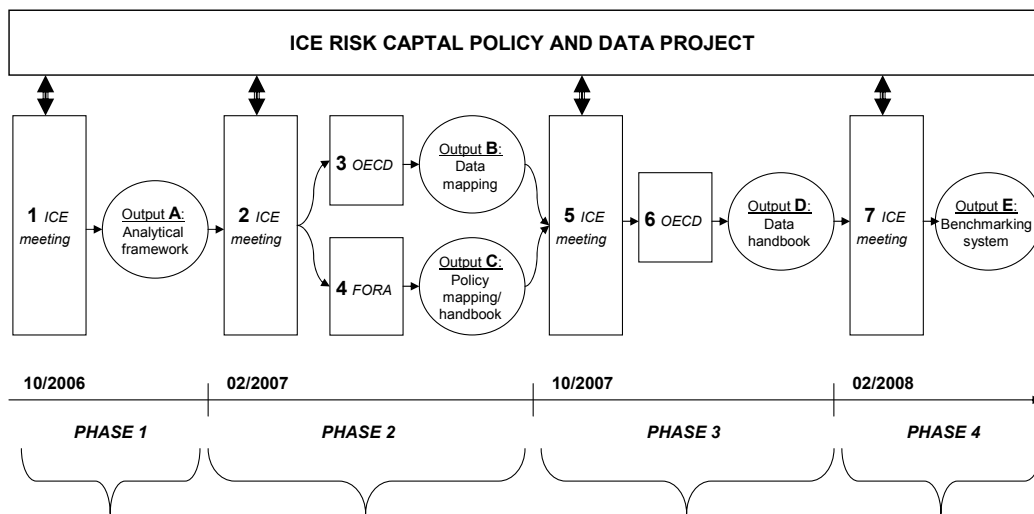 ICE RISK CAPTAL POLICY AND DATA PROJECT
1 ICE
meeting
Output A:
Analytical
framework
2 ICE
meeting
3 OECD
Output B:
Data
mapping
4 FORA
Output C:
Policy
mapping/
handbook
5 ICE
meeting
6 OECD
Output D:
Data
handbook
7 ICE
meeting
Output E:
Benchmarking
system
10/2006
02/2007
10/2007
02/2008
PHASE 1
PHASE 2
PHASE 3
PHASE 4